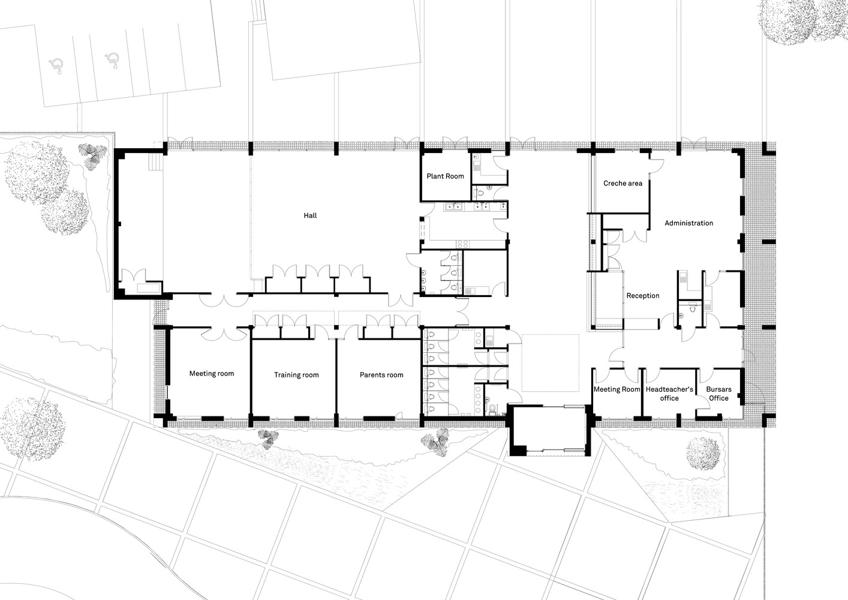 Plant Room
Creche area
Hall
Administration
Reception
Meeting room
Training room
Parents room
Meeting Room
Headteacher's
office
Bursars
Office